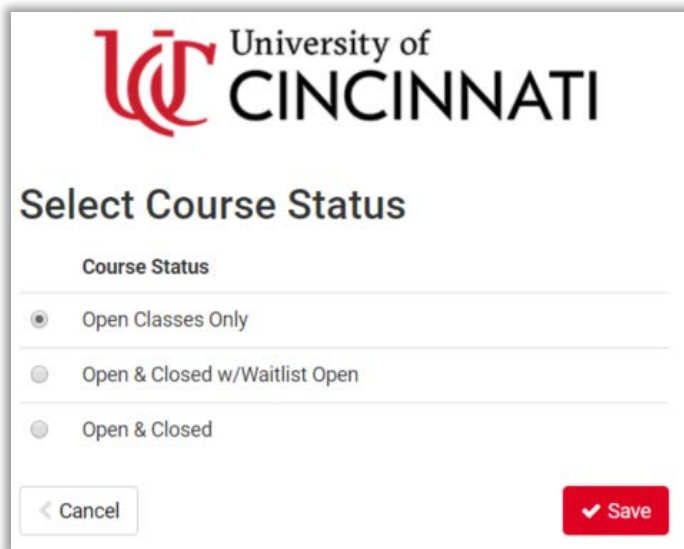 UC University of
CINCINNATI
Select Course Status
Course Status
Open Classes Only
Open & Closed w/Waitlist Open
Open & Closed
Cancel
Save